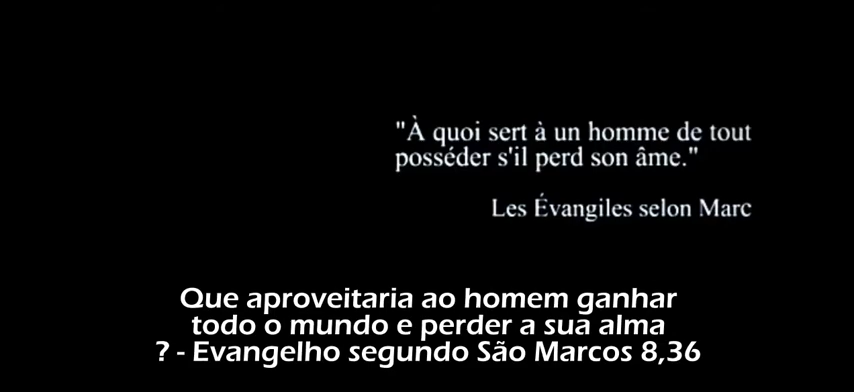 "À quoi sert à un homme de tout
posséder s'il perd son âme."
Les Évangiles selon Marc
Que aproveitaria ao homem ganhar
todo o mundo e perder a sua alma
? - Evangelho segundo São Marcos 8,36